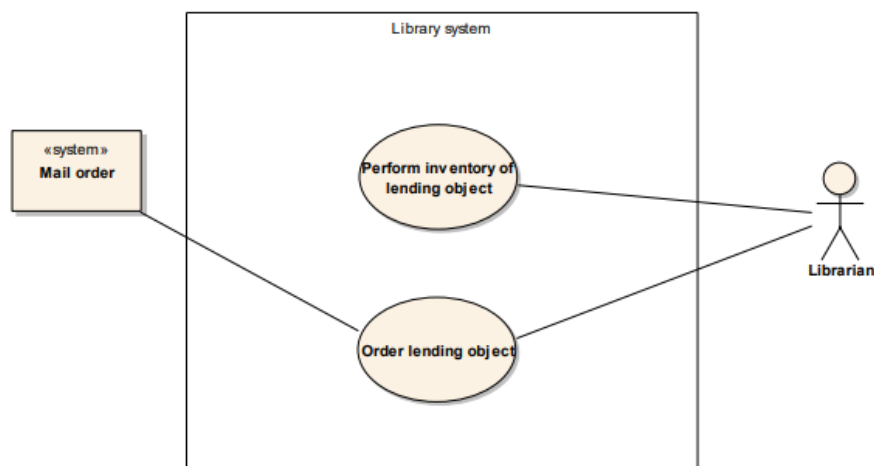 Library system
«system»
Mail order
Perform inventory of
lending object
Librarian
Order lending object